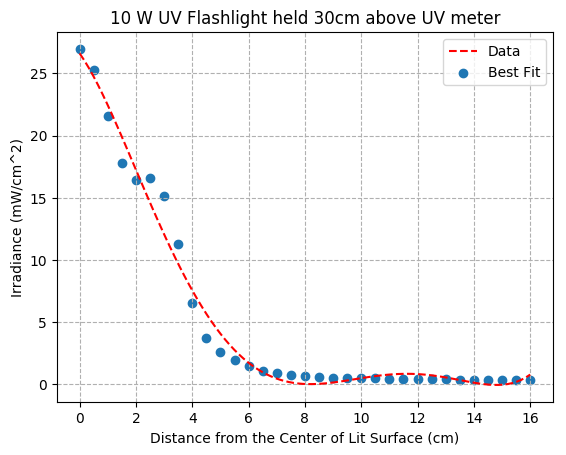 10 W UV Flashlight held 30cm above UV meter
Data
Best Fit
Irradiance (mW/cm^2)
25
20
15
10
5
0
0 2 4 6 8 10 12 14 16
Distance from the Center of Lit Surface (cm)